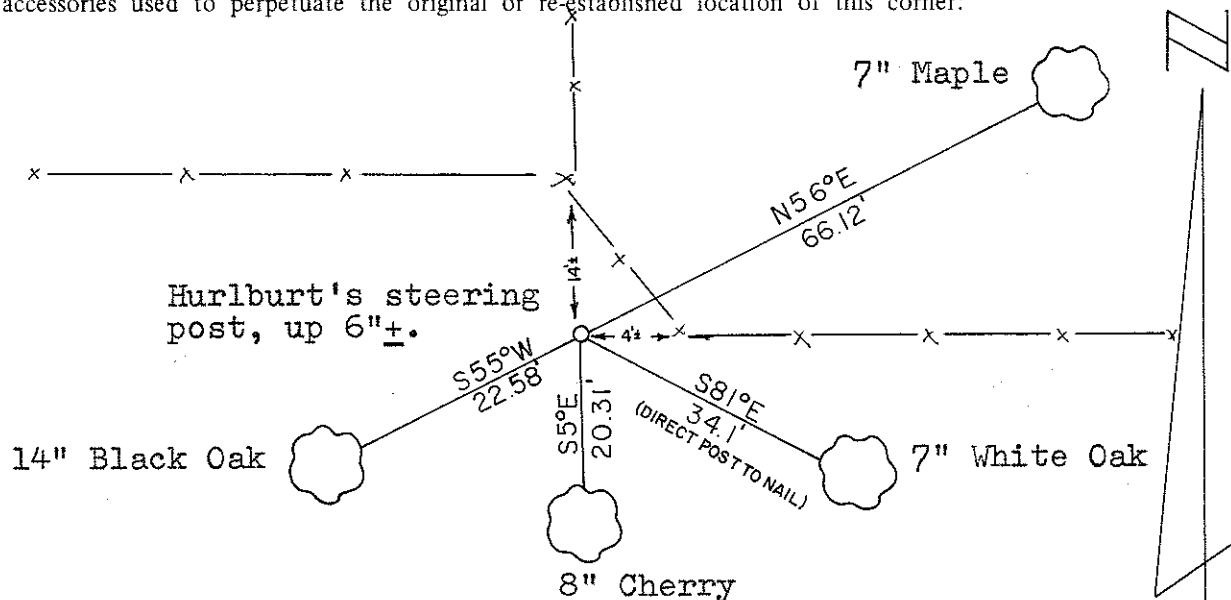 accessories used to perpetuate the original or re-established location of this corner.
7" Maple
N56°E
66.12'
14'±
Hurlburt's steering
post, up 6"±.
4'±
S55°W
22.58'
S5°E
20.31'
S81°E
34.1'
(DIRECT POST TO NAIL)
14" Black Oak
7" White Oak
8" Cherry
N